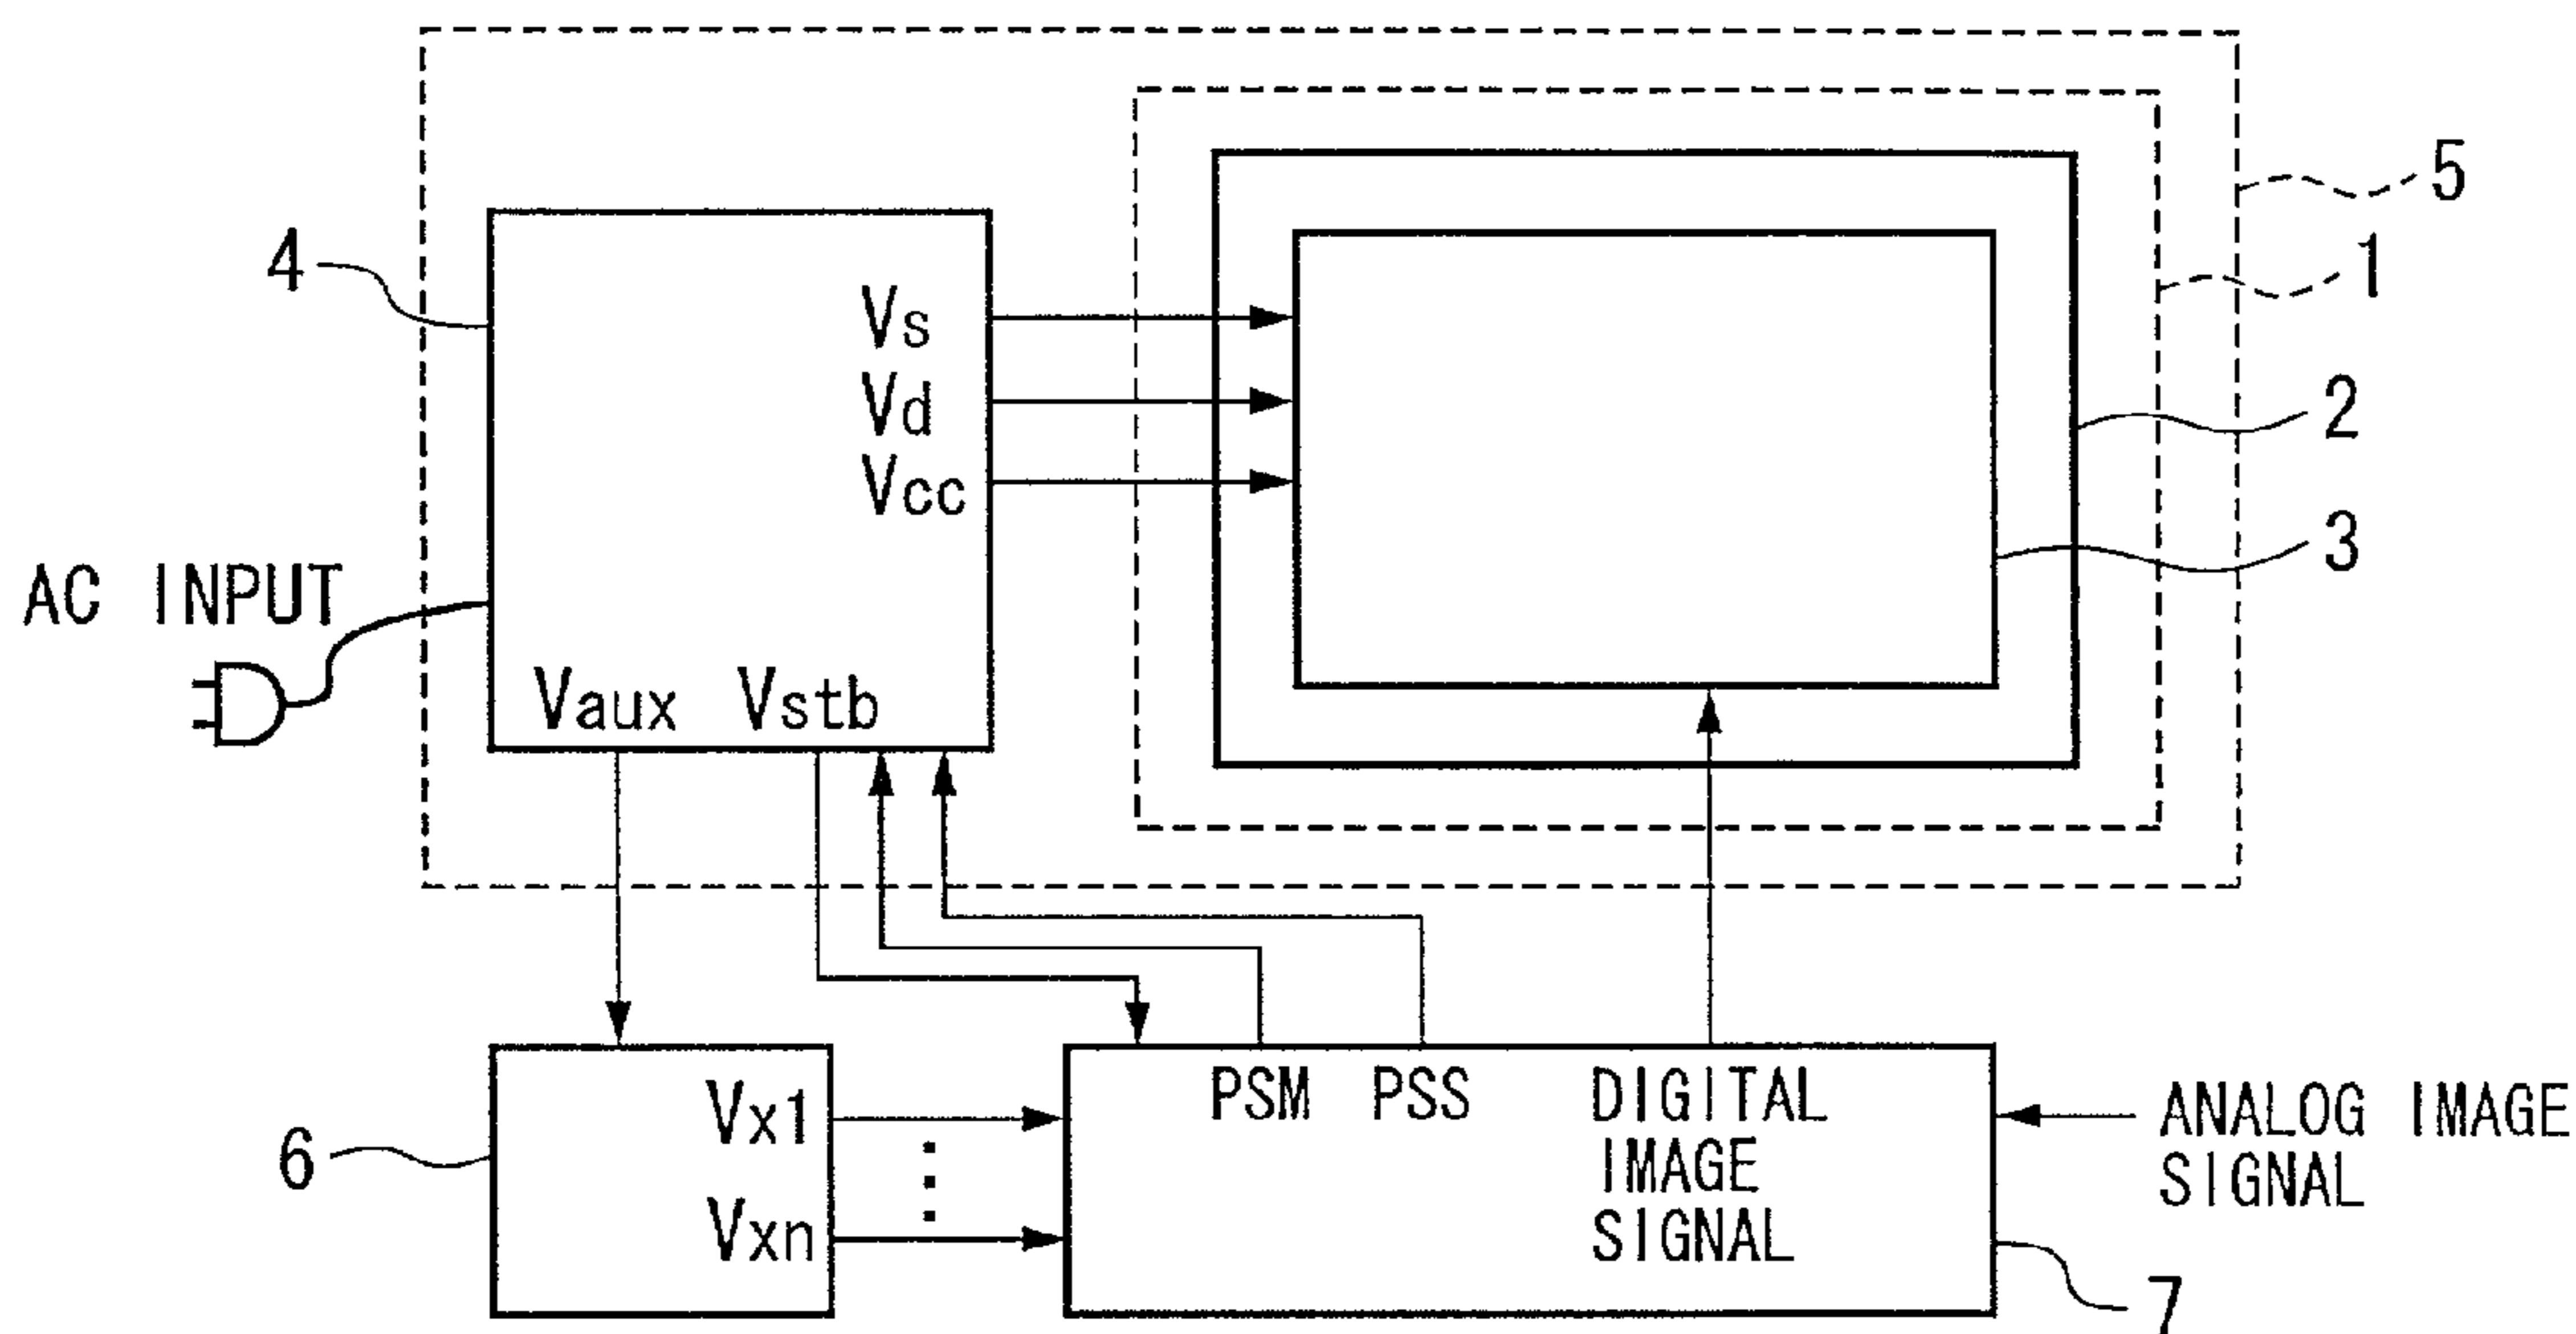 5
1
4
Vs
Vd
2
Vcc
3
AC INPUT
Vaux Vstb
PSM PSS DIGITAL
IMAGE
SIGNAL
Vx1
ANALOG IMAGE
SIGNAL
6
Vxn
7